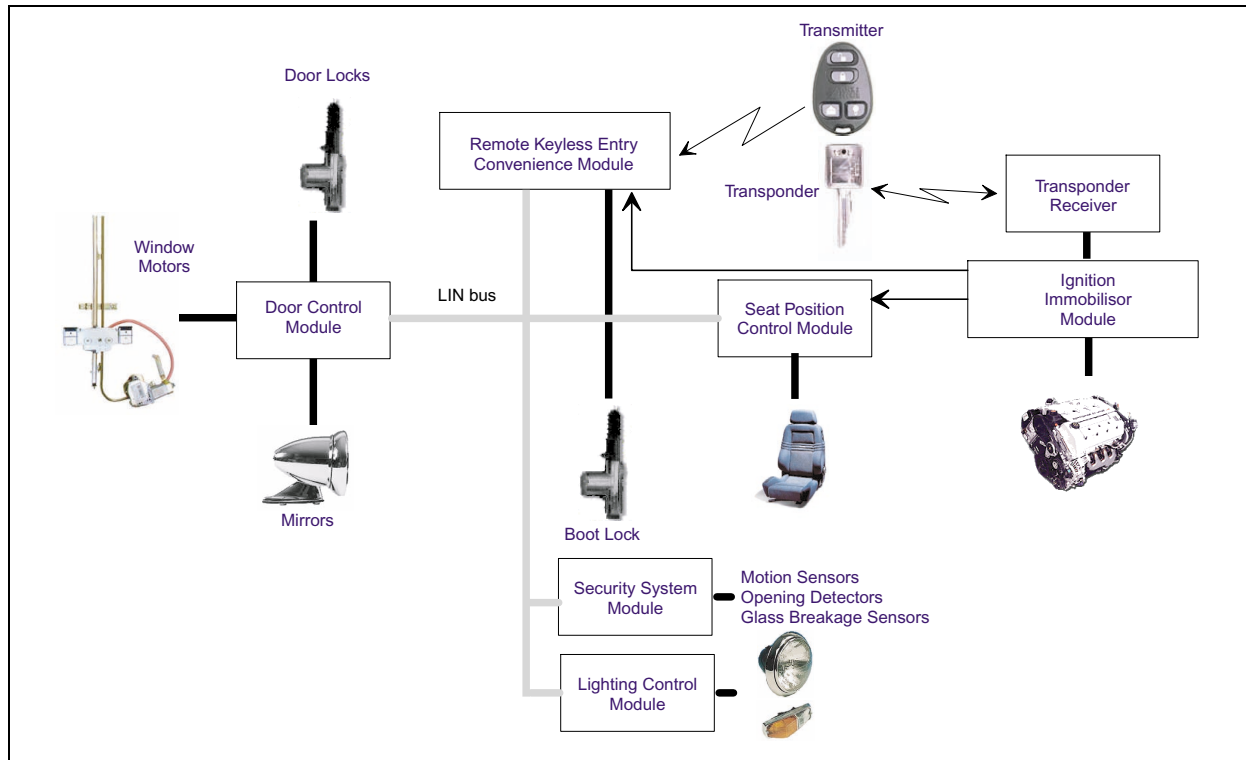 Transmitter
Door Locks
Remote Keyless Entry
Convenience Module
Transponder
Transponder
Receiver
Window
Motors
Door Control
Module
LIN bus
Seat Position
Control Module
Ignition
Immobilisor
Module
Mirrors
Boot Lock
Security System
Module
Motion Sensors
Opening Detectors
Glass Breakage Sensors
Lighting Control
Module